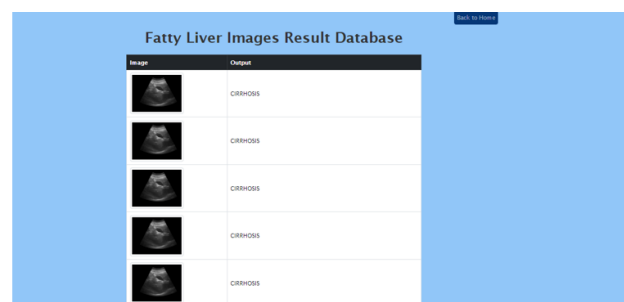 Back to Home
Fatty Liver Images Result Database
Image Output
CIRRHOSIS
CIRRHOSIS
CIRRHOSIS
CIRRHOSIS
CIRRHOSIS